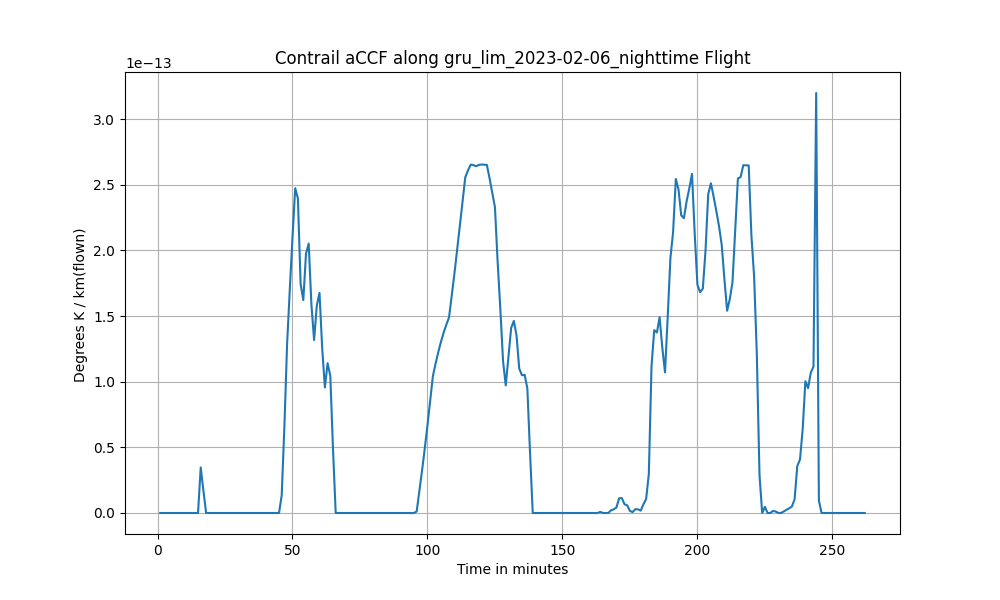 Contrail aCCF along gru_lim_2023-02-06_nighttime Flight
1e−13
3.0
2.5
2.0
1.5
1.0
0.5
0.0
Degrees K / km(flown)
0 50 100 150 200 250
Time in minutes